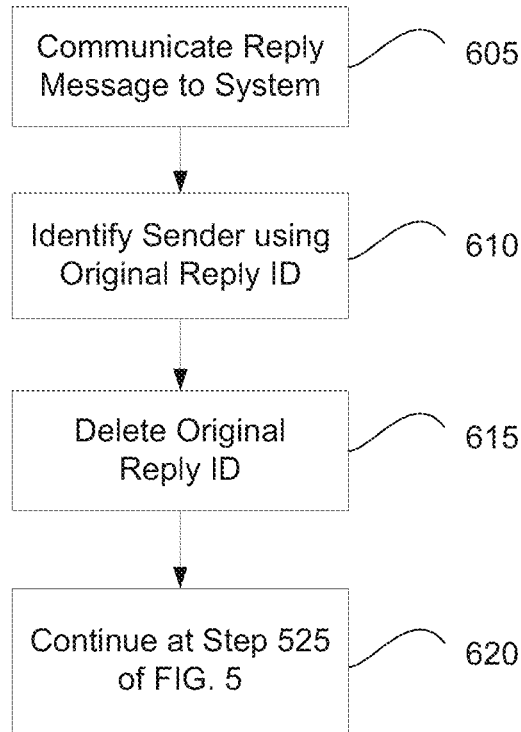 Communicate Reply
Message to System
605
Identify Sender using
Original Reply ID
610
Delete Original
Reply ID
615
Continue at Step 525
of FIG. 5
620